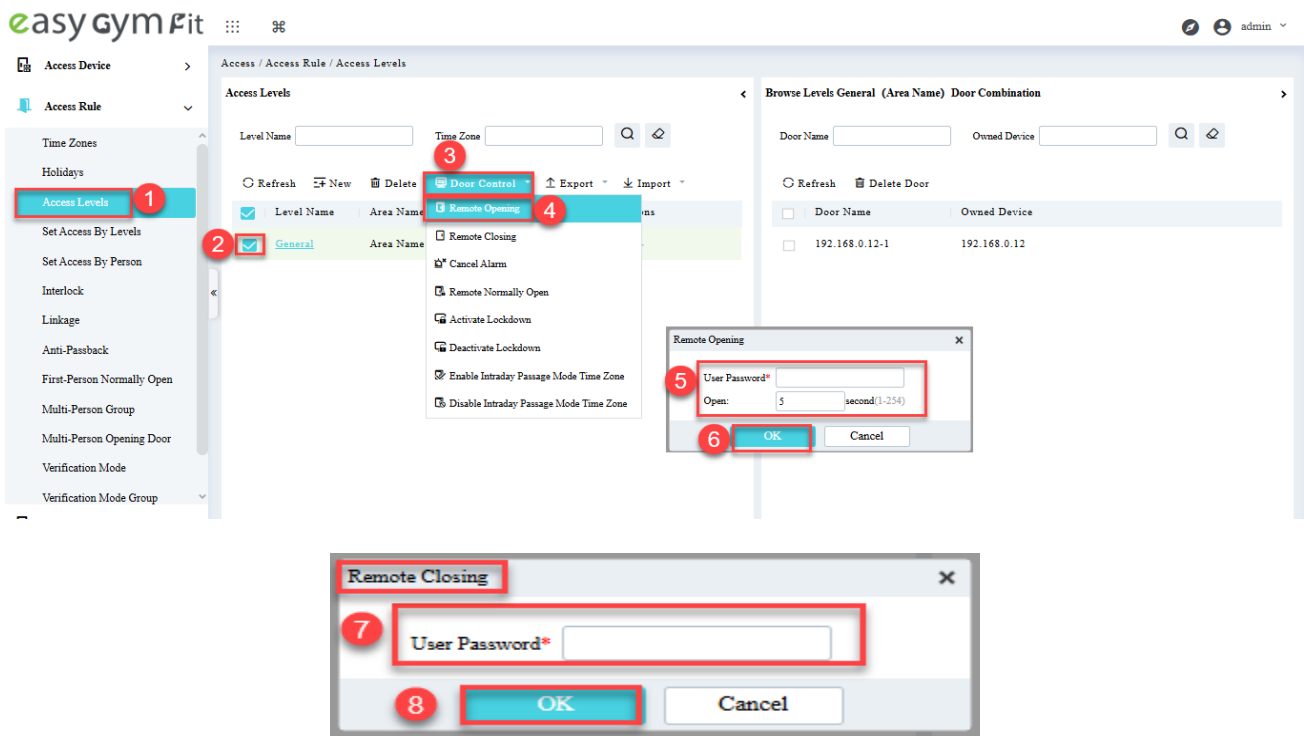 easy Gym Fit
admin
Access Device
Access Rule
Time Zones
Holidays
Access Levels
1
Set Access By Levels
Set Access By Person
Interlock
Linkage
Anti-Passback
First-Person Normally Open
Multi-Person Group
Multi-Person Opening Door
Verification Mode
Verification Mode Group
Access / Access Rule / Access Levels
Access Levels
Level Name
Time Zone
3
Refresh New Delete Door Control Export Import
Level Name Area Name
2 General Area Name
Remote Opening 4
Remote Closing
Cancel Alarm
Remote Normally Open
Activate Lockdown
Deactivate Lockdown
Enable Intraday Passage Mode Time Zone
Disable Intraday Passage Mode Time Zone
Browse Levels General (Area Name) Door Combination
Door Name Owned Device
Refresh Delete Door
Door Name Owned Device
192.168.0.12-1 192.168.0.12
Remote Opening
5
User Password*
Open: 5 second(1-254)
6 OK Cancel
Remote Closing
7 User Password*
8 OK Cancel